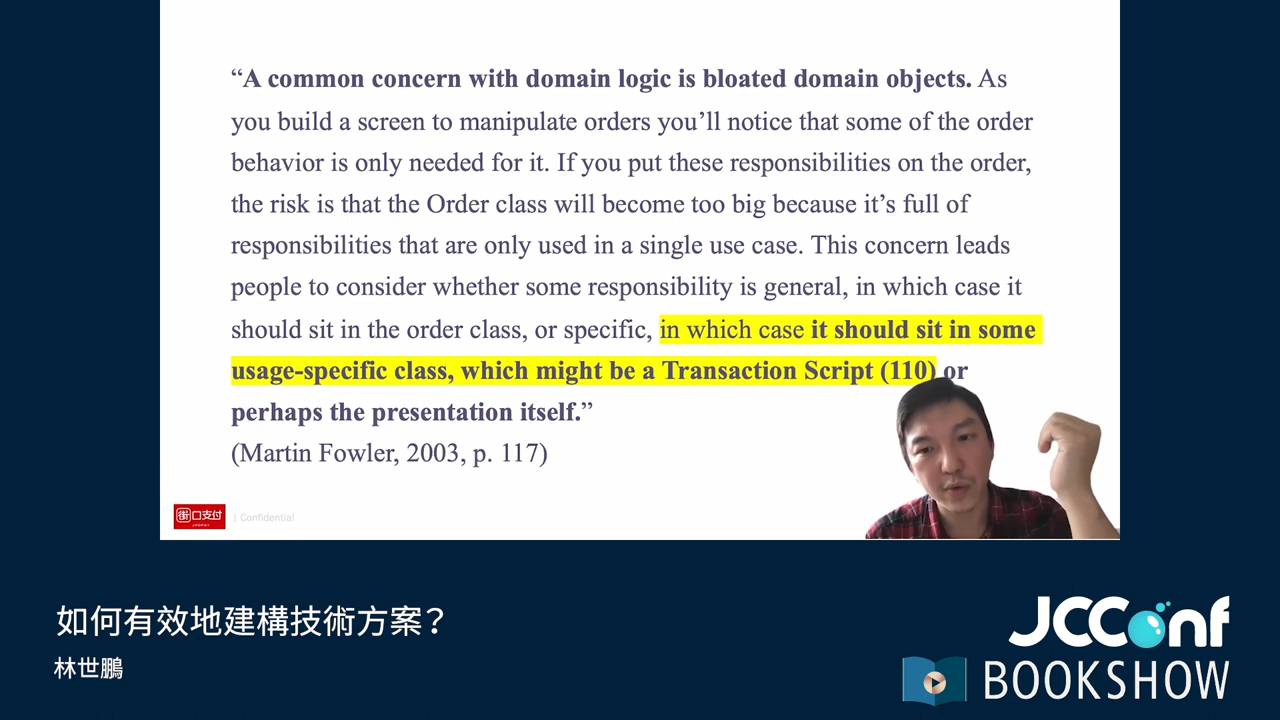 “A common concern with domain logic is bloated domain objects. As
you build a screen to manipulate orders you’ll notice that some of the order
behavior is only needed for it. If you put these responsibilities on the order,
the risk is that the Order class will become too big because it’s full of
responsibilities that are only used in a single use case. This concern leads
people to consider whether some responsibility is general, in which case it
should sit in the order class, or specific, in which case it should sit in some
usage-specific class, which might be a Transaction Script (110) or
perhaps the presentation itself.”
(Martin Fowler, 2003, p. 117)
街口支付
JKOPAY
| Confidential
如何有效地建構技術方案？
林世鵬
JCConf
BOOKSHOW